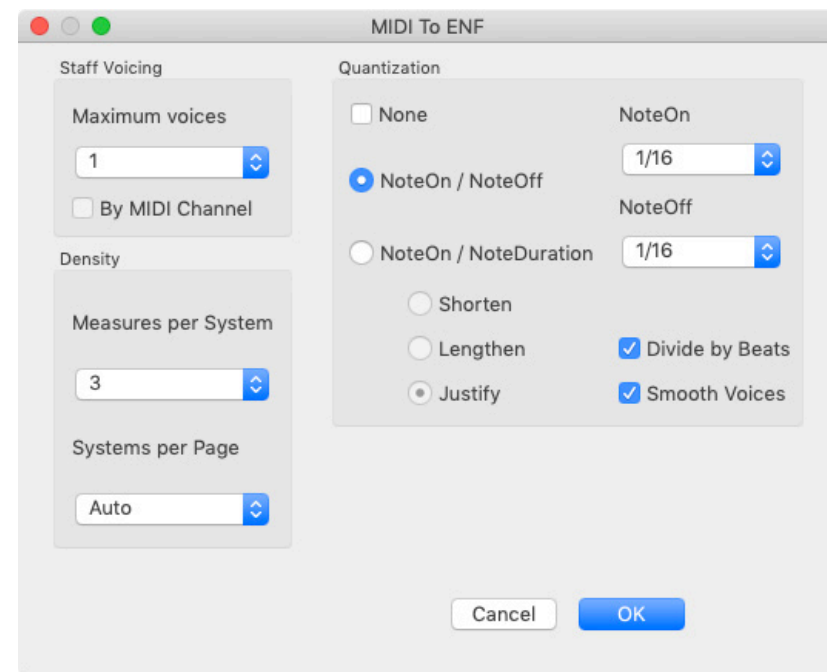 MIDI To ENF
Staff Voicing
Maximum voices
1
By MIDI Channel
Density
Measures per System
3
Systems per Page
Auto
Quantization
None
NoteOn
1/16
NoteOn / NoteOff
NoteOff
NoteOn / NoteDuration
1/16
Shorten
Lengthen
Divide by Beats
Justify
Smooth Voices
Cancel
OK